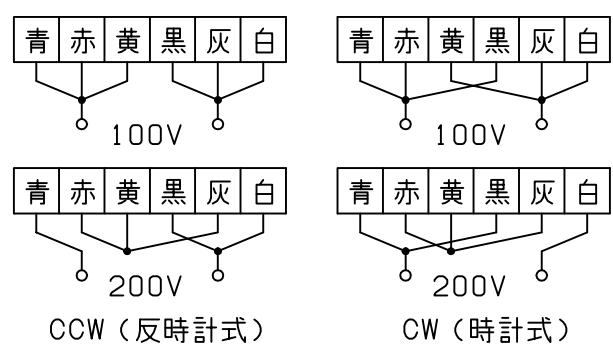 青 赤 黄 黒 灰 白 青 赤 黄 黒 灰 白
100V 100V
青 赤 黄 黒 灰 白 青 赤 黄 黒 灰 白
200V 200V
CCW（反時計式） CW（時計式）